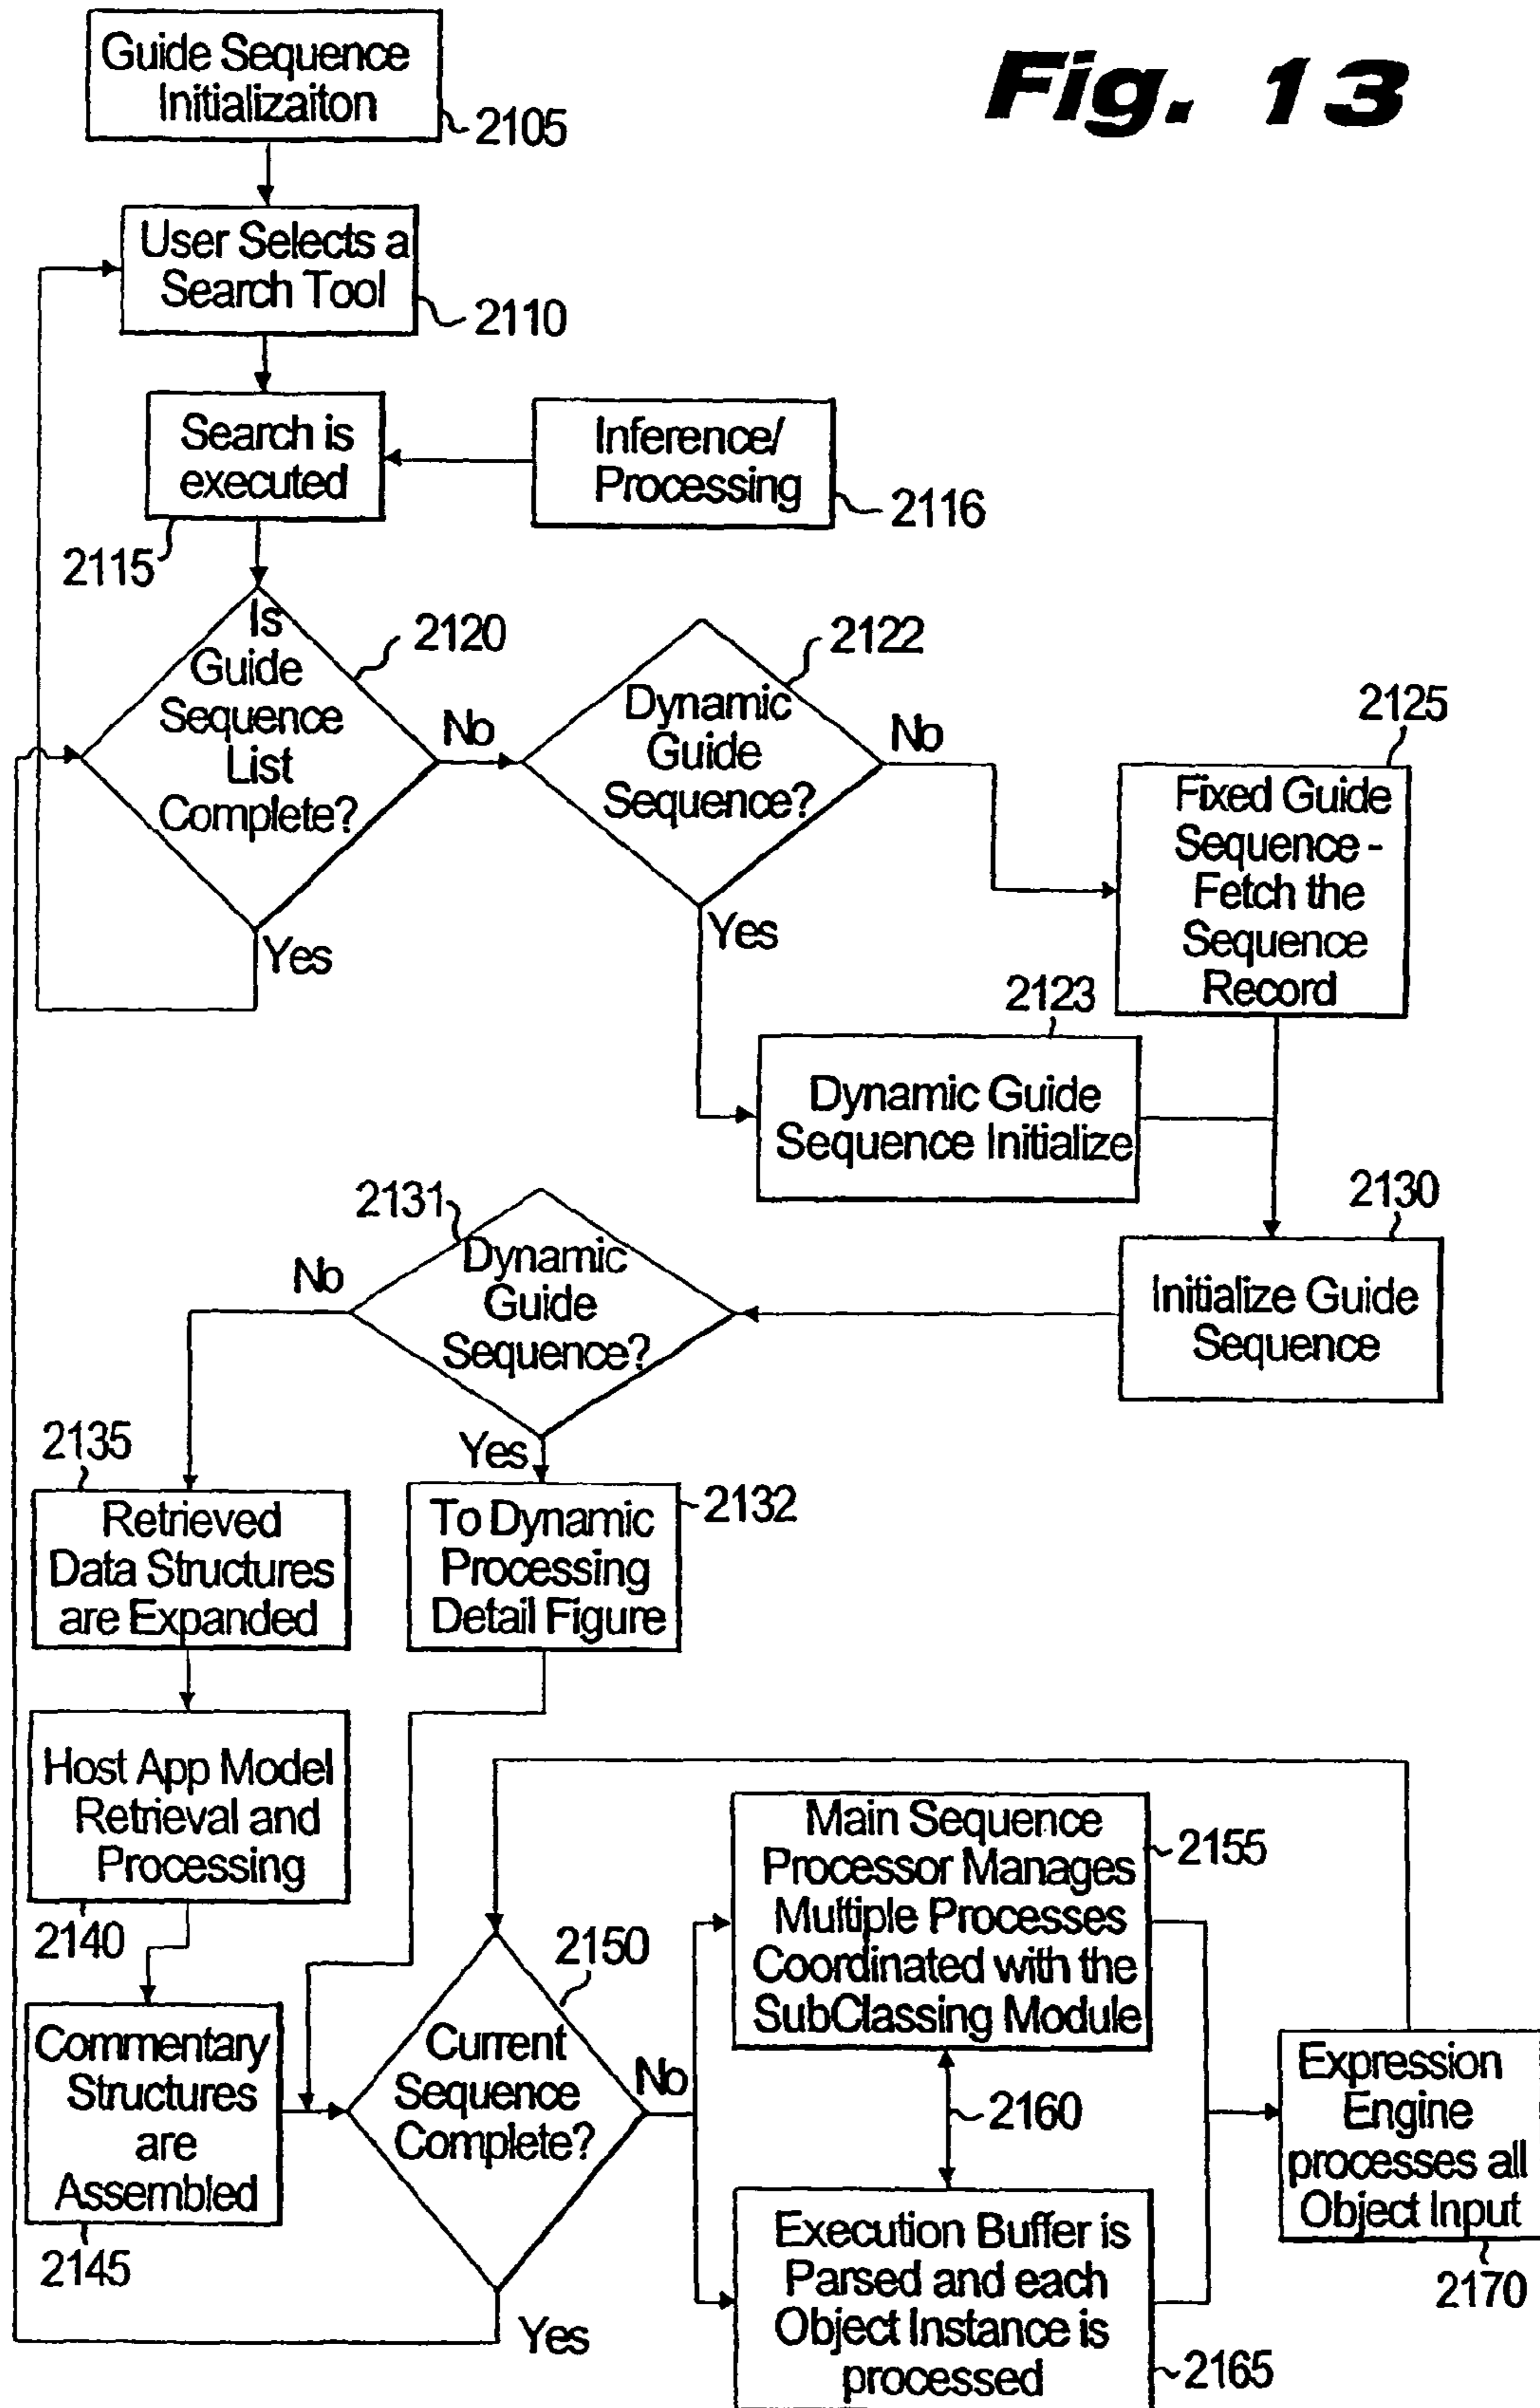 Fig. 13
Guide Sequence
Initializaiton
2105
User Selects a
Search Tool
2110
Search is
executed
2115
Inference/
Processing
2116
Is
Guide
Sequence
List
Complete?
2120
No
Yes
Dynamic
Guide
Sequence?
2122
No
Yes
2125
Fixed Guide
Sequence -
Fetch the
Sequence
Record
2123
Dynamic Guide
Sequence Initialize
2130
Initialize Guide
Sequence
2131
Dynamic
Guide
Sequence?
No
Yes
2135
Retrieved
Data Structures
are Expanded
To Dynamic
Processing
Detail Figure
2132
Host App Model
Retrieval and
Processing
2140
Commentary
Structures
are
Assembled
2145
Current
Sequence
Complete?
2150
No
Yes
Main Sequence
Processor Manages
Multiple Processes
Coordinated with the
SubClassing Module
2155
2160
Execution Buffer is
Parsed and each
Object Instance is
processed
2165
Expression
Engine
processes all
Object Input
2170